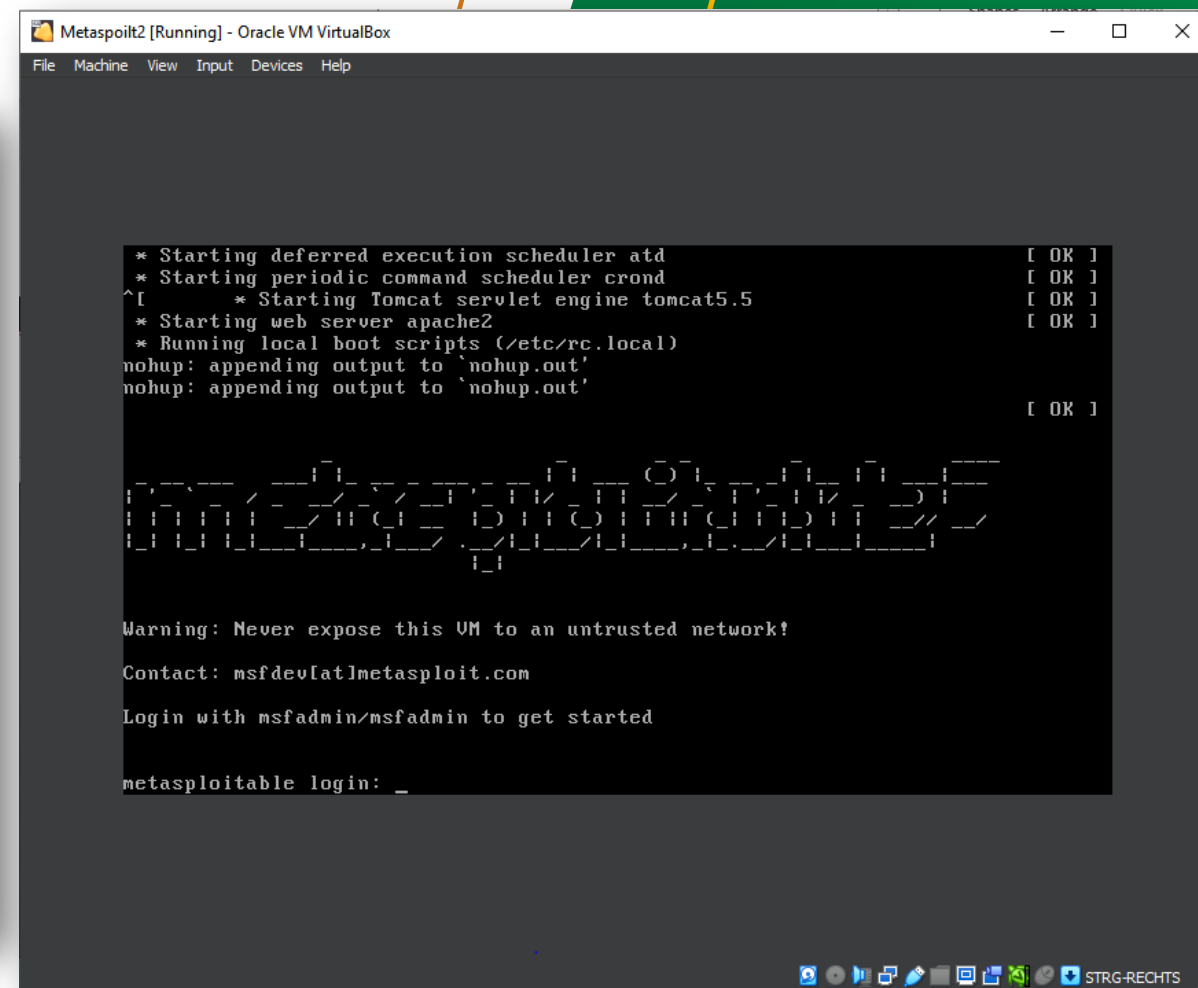 Metaspoilt2 [Running] - Oracle VM VirtualBox
File Machine View Input Devices Help
* Starting deferred execution scheduler atd [ OK ]
* Starting periodic command scheduler crond [ OK ]
^[ * Starting Tomcat servlet engine tomcat5.5 [ OK ]
* Starting web server apache2 [ OK ]
* Running local boot scripts (/etc/rc.local)
nohup: appending output to `nohup.out'
nohup: appending output to `nohup.out'
[ OK ]
metasploitable2
Warning: Never expose this VM to an untrusted network!
Contact: msfdev[at]metasploit.com
Login with msfadmin/msfadmin to get started
metasploitable login: _
STRG-RECHTS